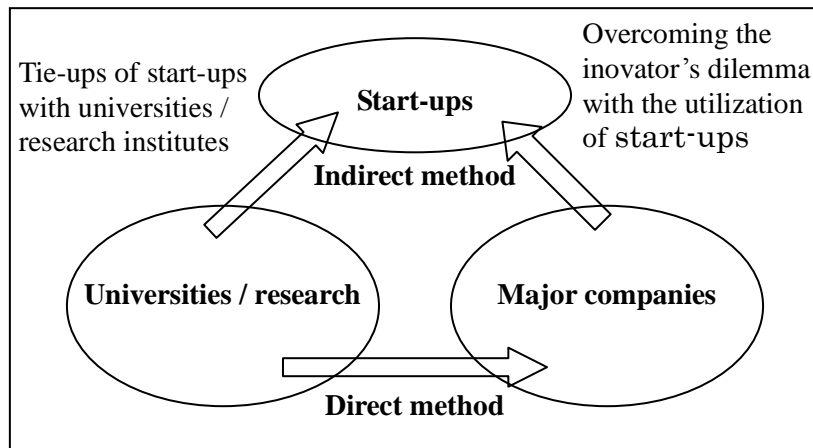 Tie-ups of start-ups
with universities /
research institutes
Overcoming the
inovator's dilemma
with the utilization
of start-ups
Start-ups
Indirect method
Universities / research
Major companies
Direct method